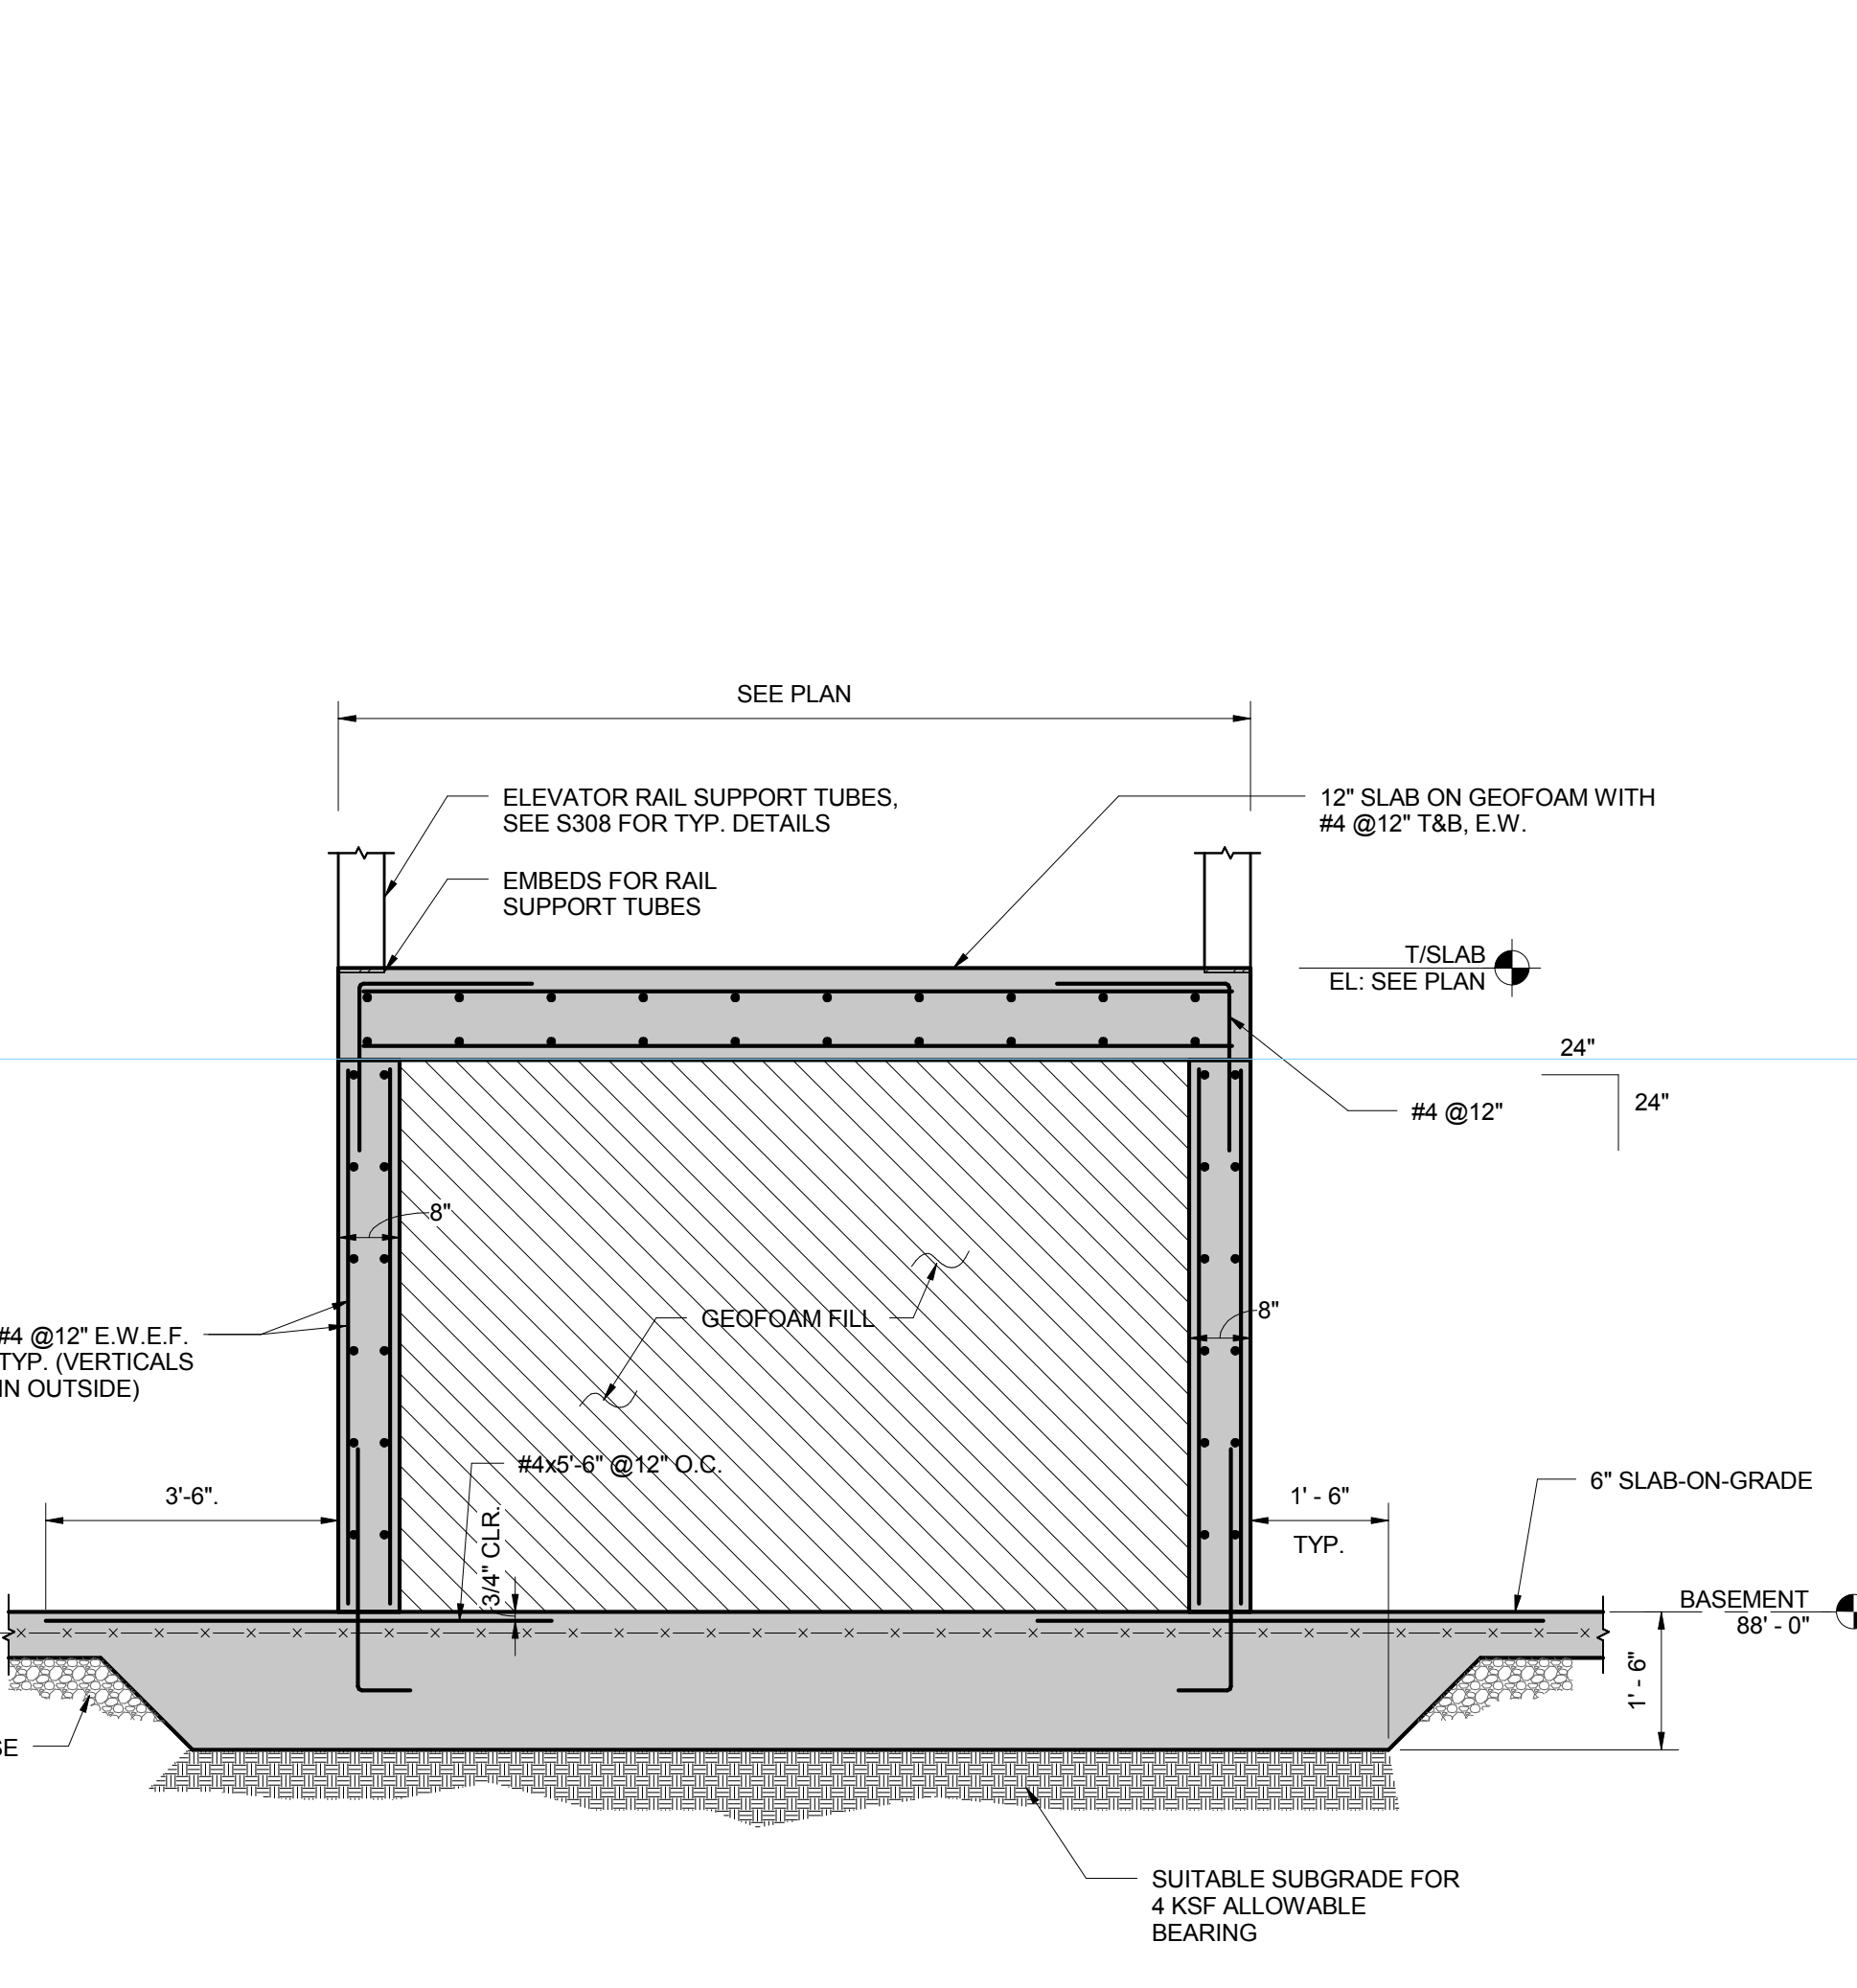 SEE PLAN
ELEVATOR RAIL SUPPORT TUBES,
SEE S308 FOR TYP. DETAILS
12" SLAB ON GEOFOAM WITH
#4 @12" T&B, E.W.
EMBEDS FOR RAIL
SUPPORT TUBES
T/SLAB
EL: SEE PLAN
24"
24"
#4 @12"
8"
GEOFOAM FILL
8"
#4 @12" E.W.E.F.
TYP. (VERTICALS
IN OUTSIDE)
#4x5'-6" @12" O.C.
3'-6".
3/4" CLR.
1' - 6"
TYP.
6" SLAB-ON-GRADE
BASEMENT
88' - 0"
1' - 6"
SE
SUITABLE SUBGRADE FOR
4 KSF ALLOWABLE
BEARING